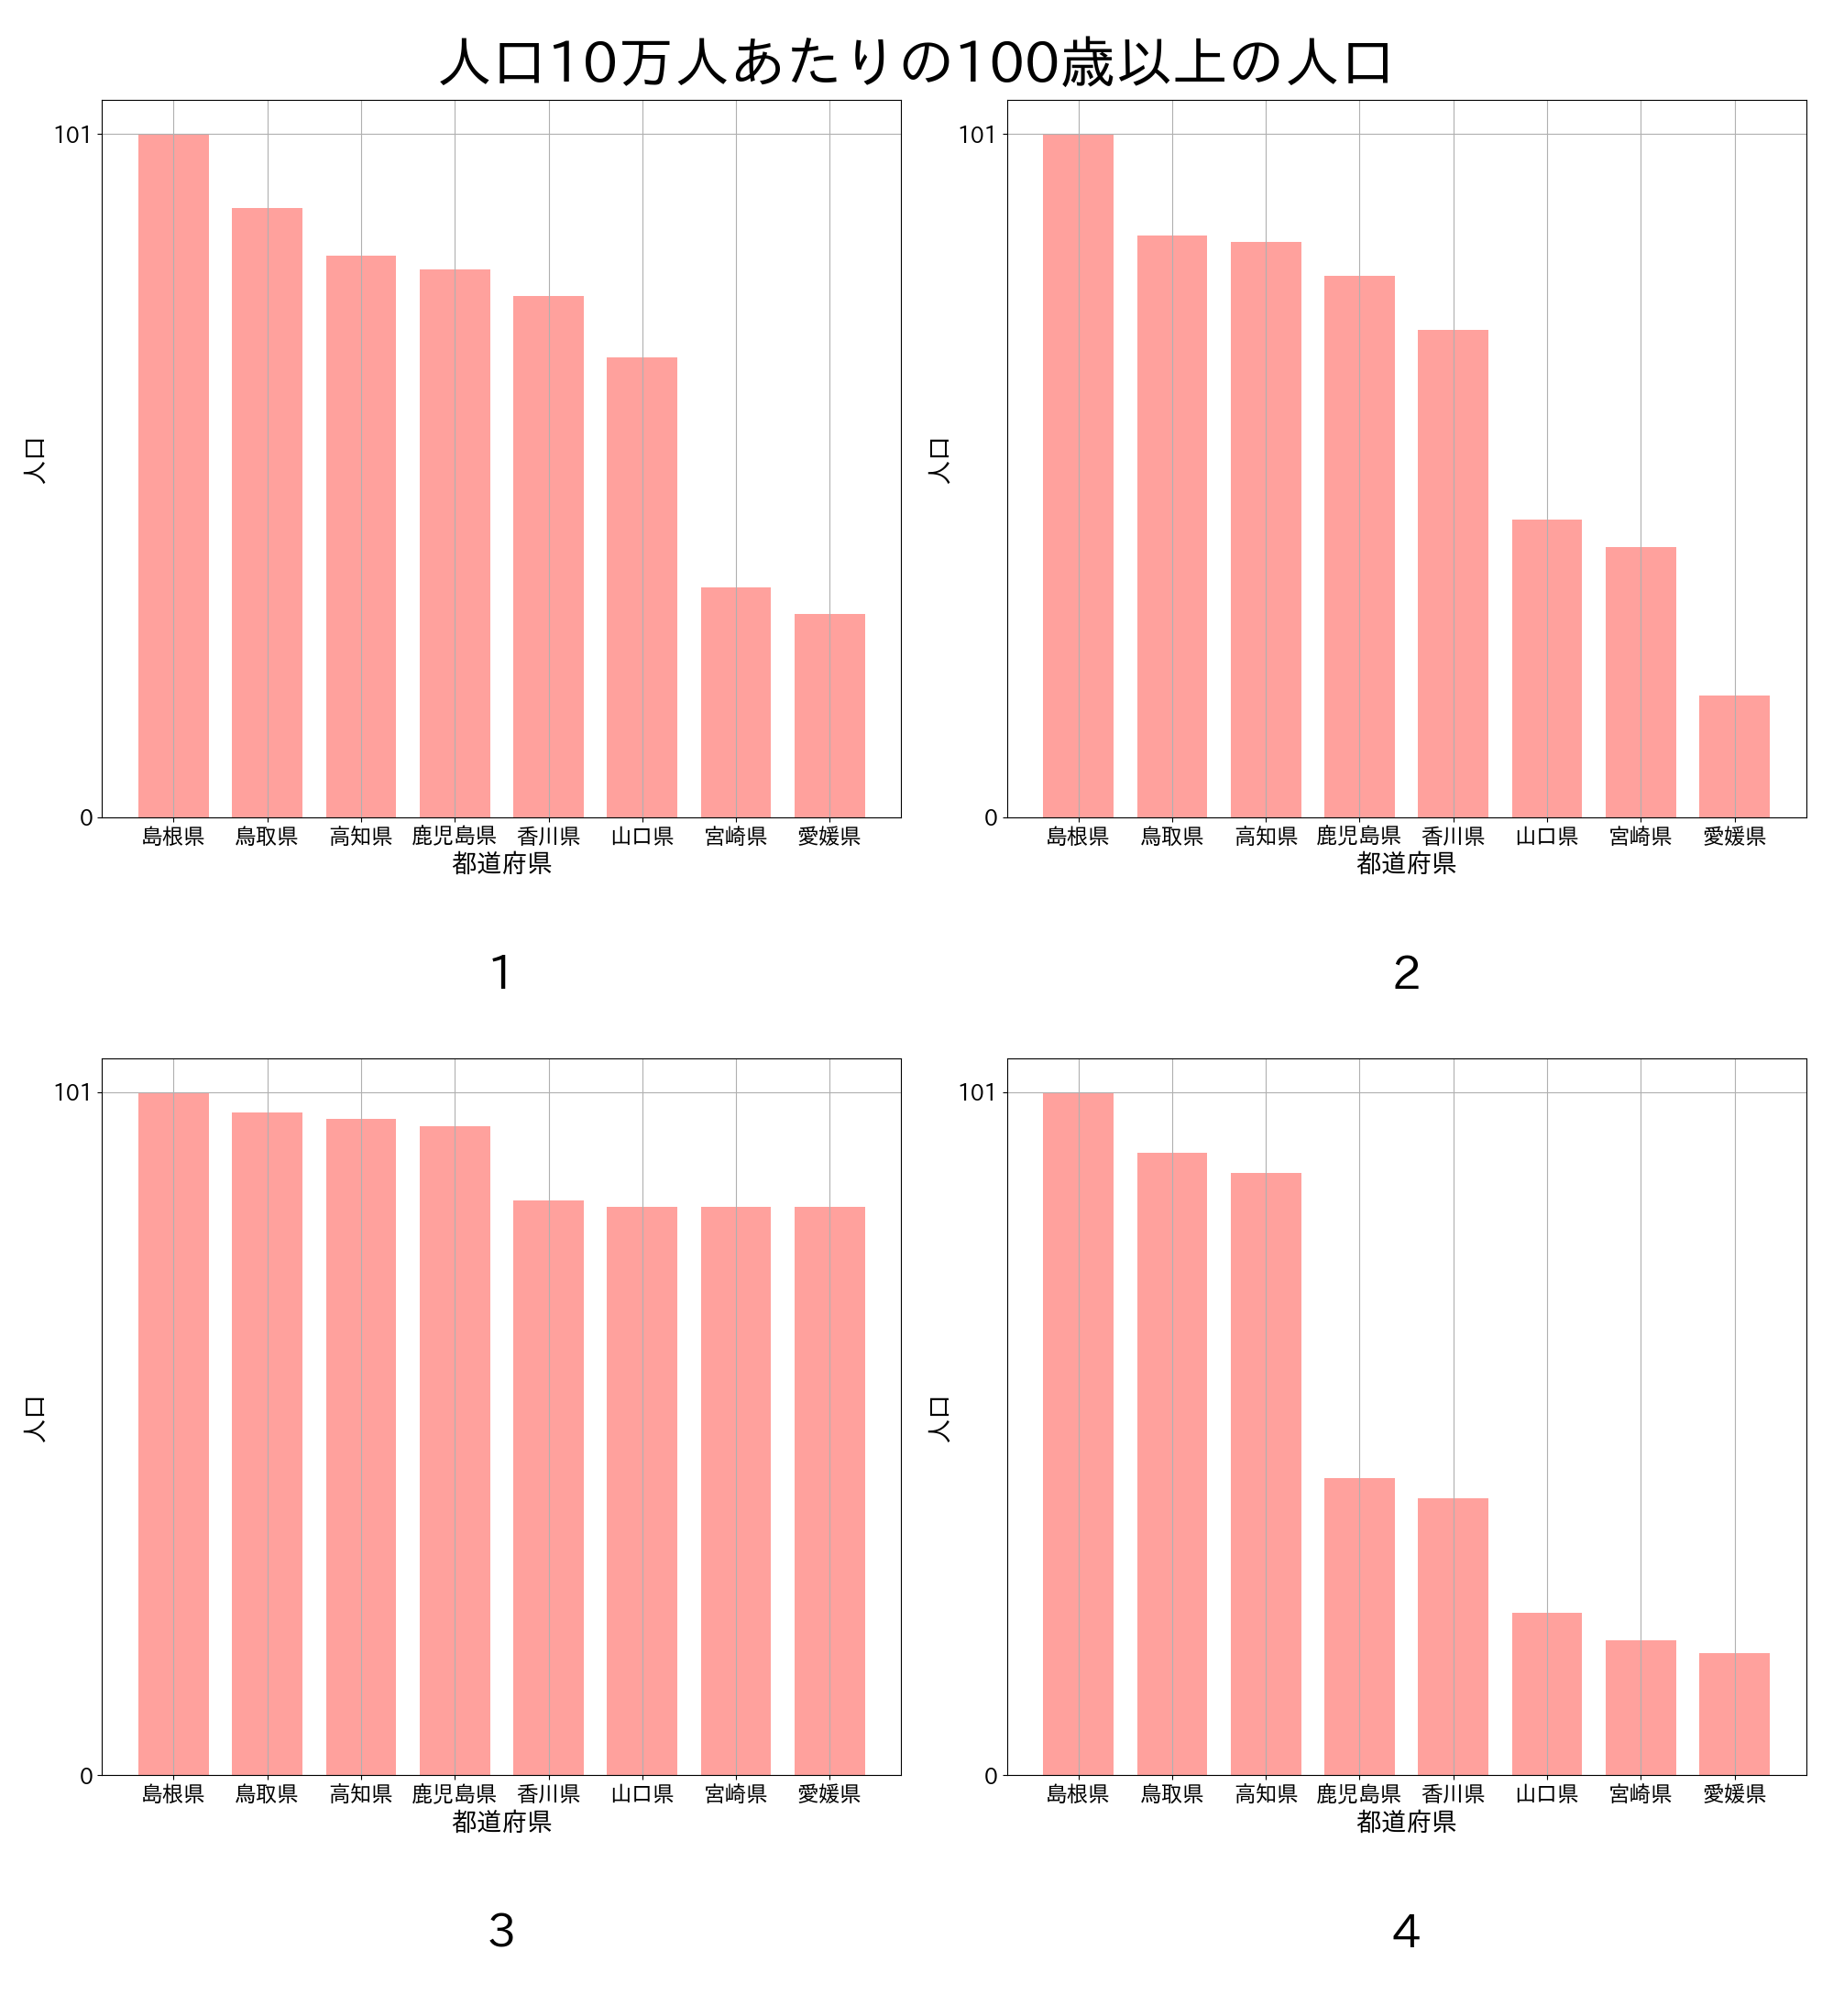 人口10万人あたりの100歳以上の人口
101
0
人口
島根県 鳥取県 高知県 鹿児島県 香川県 山口県 宮崎県 愛媛県
都道府県
1
101
0
人口
島根県 鳥取県 高知県 鹿児島県 香川県 山口県 宮崎県 愛媛県
都道府県
2
101
0
人口
島根県 鳥取県 高知県 鹿児島県 香川県 山口県 宮崎県 愛媛県
都道府県
3
101
0
人口
島根県 鳥取県 高知県 鹿児島県 香川県 山口県 宮崎県 愛媛県
都道府県
4